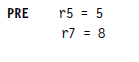 PRE r5 = 5
r7 = 8